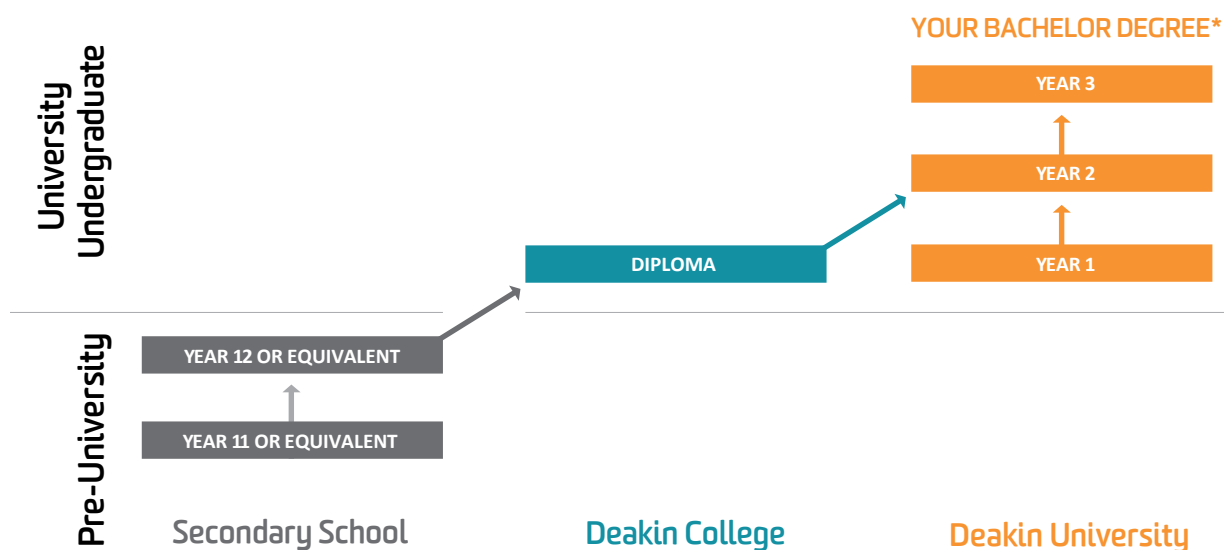 YOUR BACHELOR DEGREE*
University
Undergraduate
YEAR 3
YEAR 2
DIPLOMA
YEAR 1
Pre-University
YEAR 12 OR EQUIVALENT
YEAR 11 OR EQUIVALENT
Secondary School
Deakin College
Deakin University